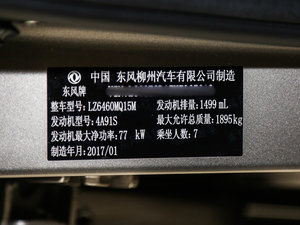 中国 东风柳州汽车有限公司制造
东风牌
整车型号: LZ6460MQ15M 发动机排量: 1499 mL
发动机型号: 4A91S 最大允许总质量: 1895kg
发动机最大净功率: 77 kW 乘坐人数: 7
制造年月: 2017/01